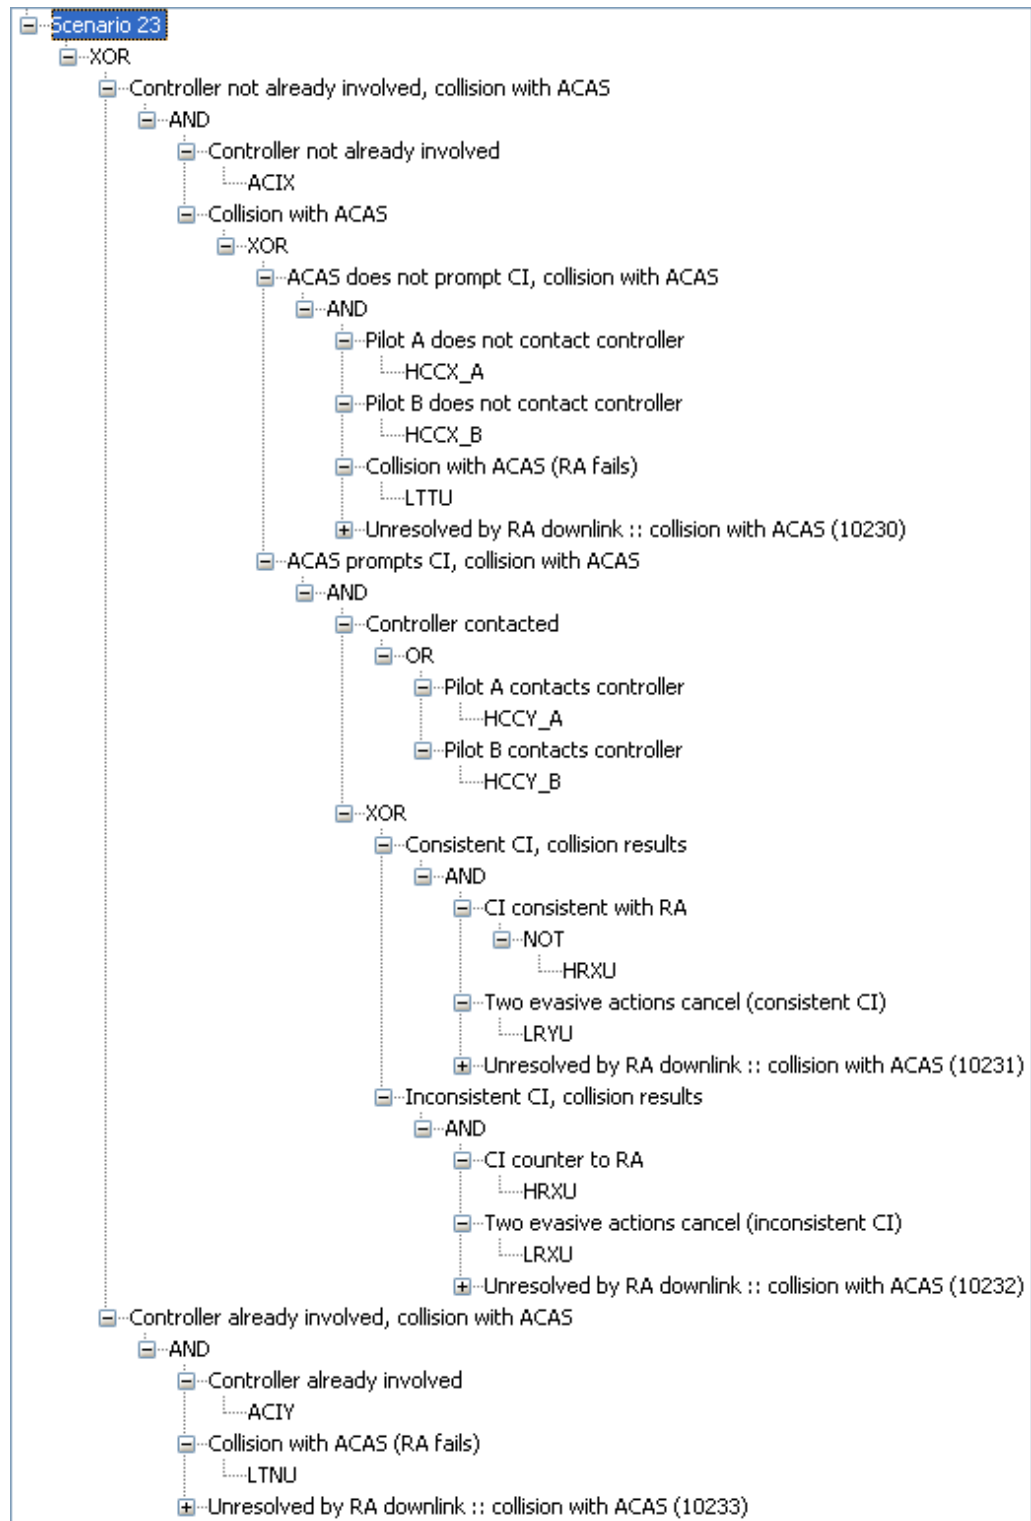 Scenario 23
XOR
Controller not already involved, collision with ACAS
AND
Controller not already involved
ACIX
Collision with ACAS
XOR
ACAS does not prompt CI, collision with ACAS
AND
Pilot A does not contact controller
HCCX_A
Pilot B does not contact controller
HCCX_B
Collision with ACAS (RA fails)
LTTU
Unresolved by RA downlink :: collision with ACAS (10230)
ACAS prompts CI, collision with ACAS
AND
Controller contacted
OR
Pilot A contacts controller
HCCY_A
Pilot B contacts controller
HCCY_B
XOR
Consistent CI, collision results
AND
CI consistent with RA
NOT
HRXU
Two evasive actions cancel (consistent CI)
LRYU
Unresolved by RA downlink :: collision with ACAS (10231)
Inconsistent CI, collision results
AND
CI counter to RA
HRXU
Two evasive actions cancel (inconsistent CI)
LRXU
Unresolved by RA downlink :: collision with ACAS (10232)
Controller already involved, collision with ACAS
AND
Controller already involved
ACIY
Collision with ACAS (RA fails)
LTNU
Unresolved by RA downlink :: collision with ACAS (10233)